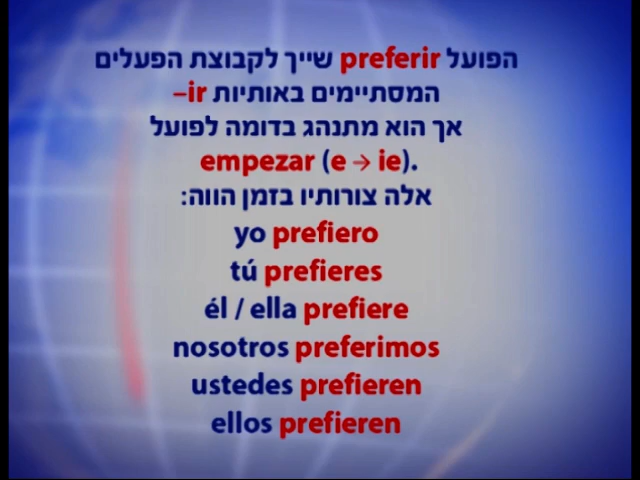 הפועל preferir שייך לקבוצת הפעלים
המסתיימים באותיות ir–
אך הוא מתנהג בדומה לפועל
empezar (e → ie).
אלה צורותיו בזמן הווה:
yo prefiero
tú prefieres
él / ella prefiere
nosotros preferimos
ustedes prefieren
ellos prefieren